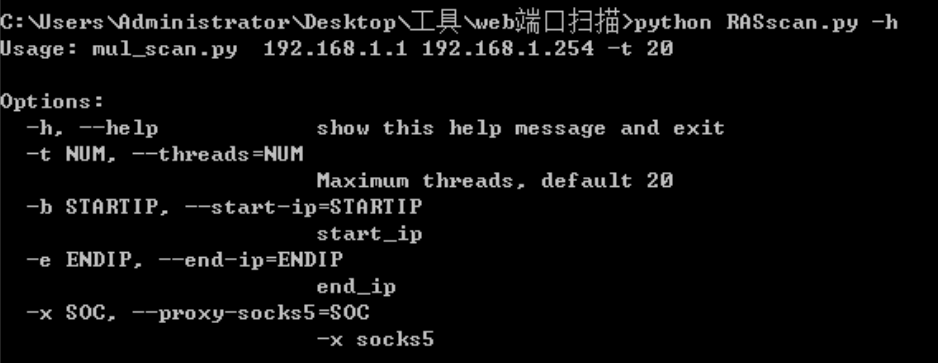 C:\Users\Administrator\Desktop\工具\web端口扫描>python RASscan.py -h
Usage: mul_scan.py  192.168.1.1 192.168.1.254 -t 20
Options:
-h, --help            show this help message and exit
-t NUM, --threads=NUM
Maximum threads, default 20
-b STARTIP, --start-ip=STARTIP
start_ip
-e ENDIP, --end-ip=ENDIP
end_ip
-x SOC, --proxy-socks5=SOC
-x socks5